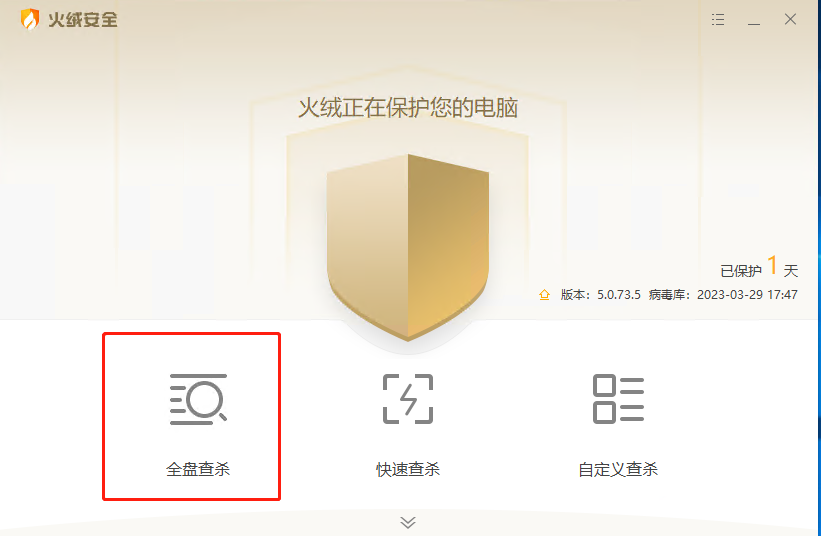 火绒安全
火绒正在保护您的电脑
已保护 1 天
版本：5.0.73.5 病毒库：2023-03-29 17:47
全盘查杀
快速查杀
自定义查杀